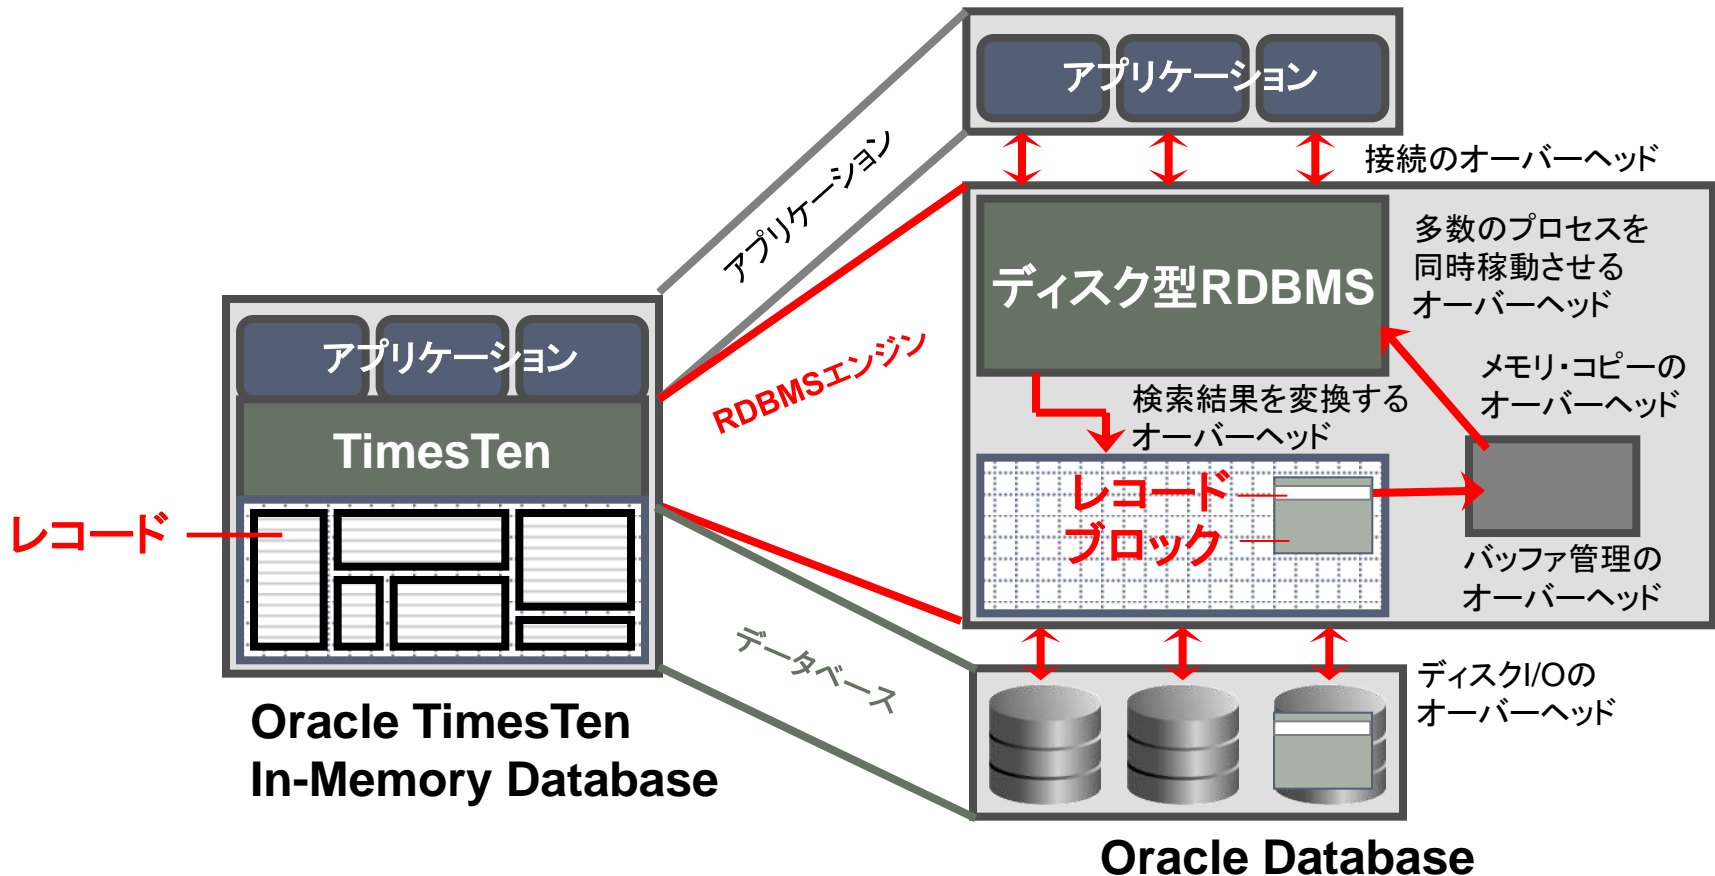 アプリケーション
接続のオーバーヘッド
アプリケーション
多数のプロセスを
同時稼動させる
オーバーヘッド
ディスク型RDBMS
アプリケーション
RDBMSエンジン
メモリ・コピーの
オーバーヘッド
検索結果を変換する
オーバーヘッド
TimesTen
レコード
レコード
ブロック
バッファ管理の
オーバーヘッド
データベース
ディスクI/Oの
オーバーヘッド
Oracle TimesTen
In-Memory Database
Oracle Database